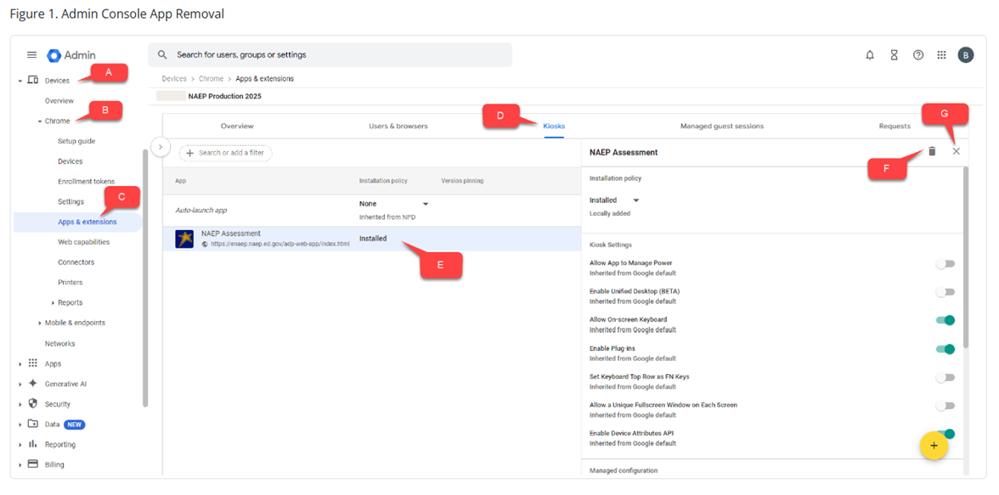 Figure 1. Admin Console App Removal
Admin
Search for users, groups or settings
B
A
Devices
Overview
B
Chrome
Setup guide
Devices
Enrollment tokens
C
Settings
Apps & extensions
Web capabilities
Connectors
Printers
Reports
Mobile & endpoints
Networks
Apps
Generative AI
Security
Data NEW
Reporting
Billing
Devices > Chrome > Apps & extensions
NAEP Production 2025
D
G
Overview Users & browsers Kiosks Managed guest sessions Requests
+ Search or add a filter
App Installation policy Version pinning
Auto-launch app
None
Inherited from NPD
NAEP Assessment
https://enaep.naep.ed.gov/adp-web-app/index.html
Installed
E
NAEP Assessment
F
Installation policy
Installed
Locally added
Kiosk Settings
Allow App to Manage Power
Inherited from Google default
Enable Unified Desktop (BETA)
Inherited from Google default
Allow On-screen Keyboard
Inherited from Google default
Enable Plug-ins
Inherited from Google default
Set Keyboard Top Row as FN Keys
Inherited from Google default
Allow a Unique Fullscreen Window on Each Screen
Inherited from Google default
Enable Device Attributes API
Inherited from Google default
+
Managed configuration